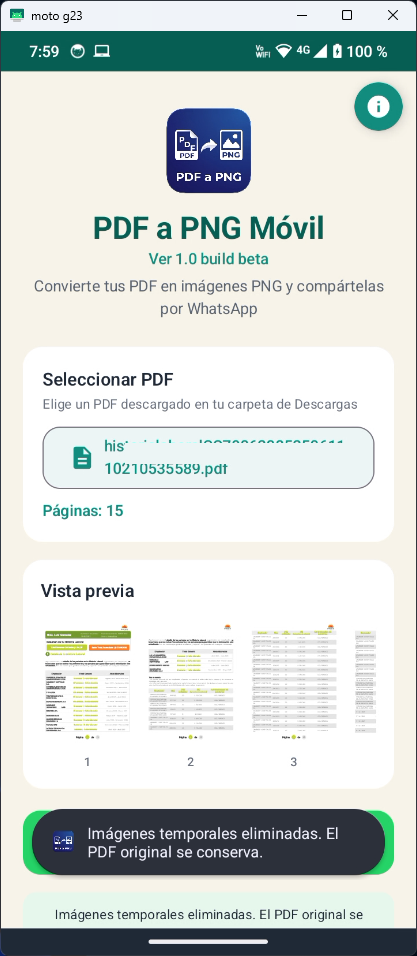 moto g23
7:59
Vo
WIFI
4G
100 %
PDF
PDF
PNG
PDF a PNG
PDF a PNG Móvil
Ver 1.0 build beta
Convierte tus PDF en imágenes PNG y compártelas
por WhatsApp
Seleccionar PDF
Elige un PDF descargado en tu carpeta de Descargas
10210535589.pdf
Páginas: 15
Vista previa
1
2
3
Imágenes temporales eliminadas. El
PDF original se conserva.
Imágenes temporales eliminadas. El PDF original se